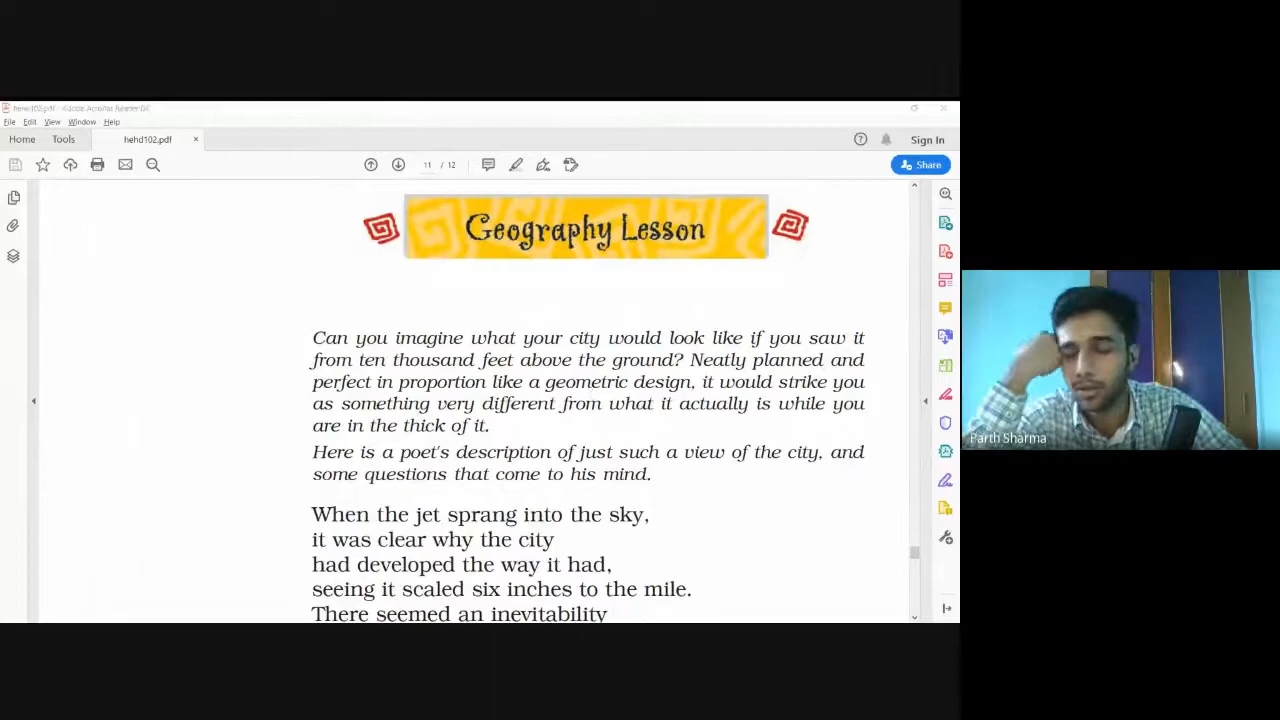 hehd102.pdf - Adobe Acrobat Reader DC
File Edit View Window Help
Home Tools hehd102.pdf × Sign In
11 / 12 Share
Geography Lesson
Can you imagine what your city would look like if you saw it
from ten thousand feet above the ground? Neatly planned and
perfect in proportion like a geometric design, it would strike you
as something very different from what it actually is while you
are in the thick of it.
Here is a poet's description of just such a view of the city, and
some questions that come to his mind.
When the jet sprang into the sky,
it was clear why the city
had developed the way it had,
seeing it scaled six inches to the mile.
There seemed an inevitability
Parth Sharma